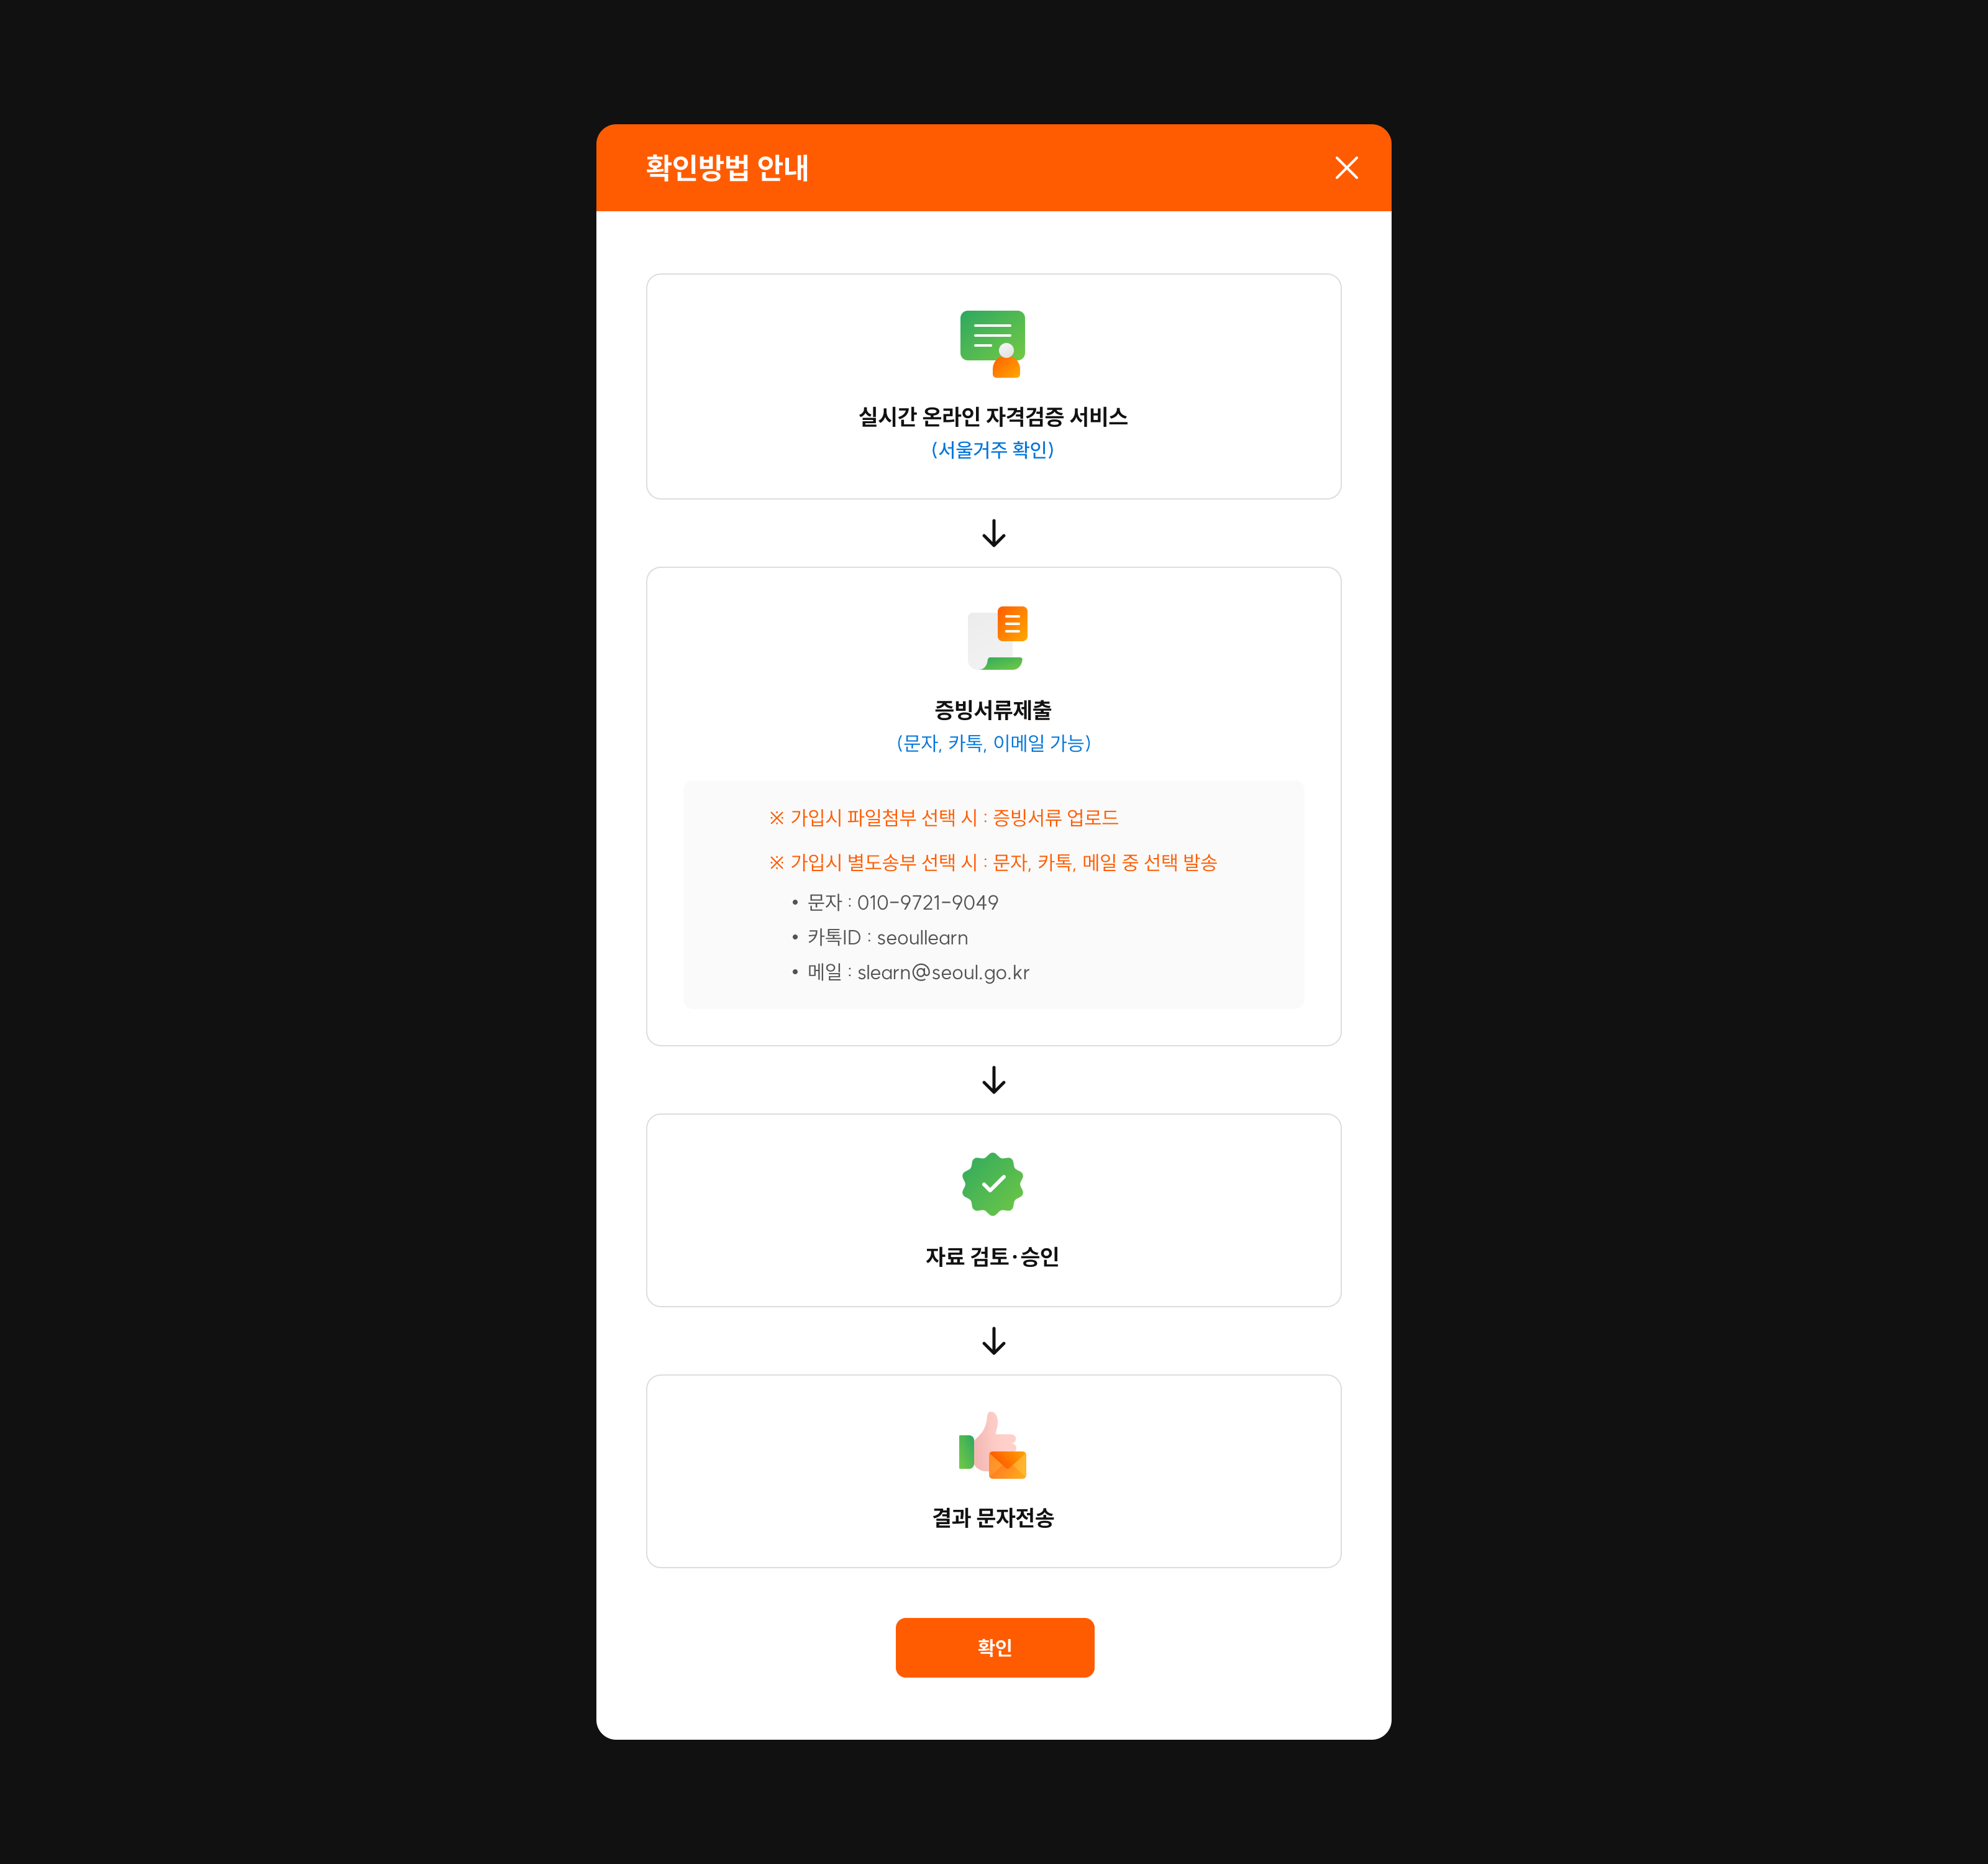 확인방법 안내
실시간 온라인 자격검증 서비스
(서울거주 확인)
증빙서류제출
(문자, 카톡, 이메일 가능)
※ 가입시 파일첨부 선택 시 : 증빙서류 업로드
※ 가입시 별도송부 선택 시 : 문자, 카톡, 메일 중 선택 발송
• 문자 : 010-9721-9049
• 카톡ID : seoullearn
• 메일 : slearn@seoul.go.kr
자료 검토·승인
결과 문자전송
확인